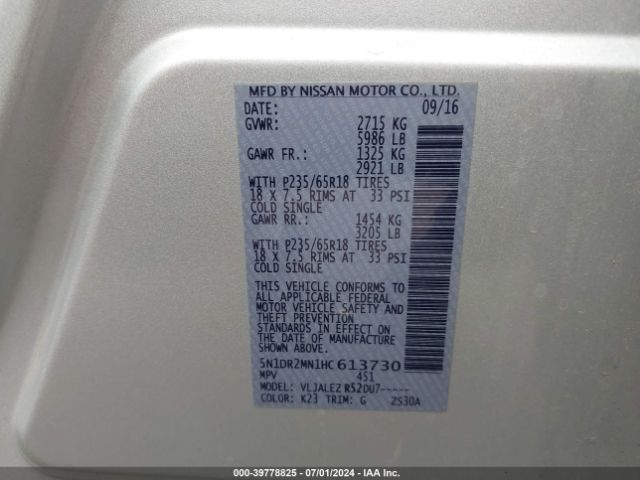 MFD BY NISSAN MOTOR CO., LTD.
DATE: 09/16
GVWR: 2715 KG
5986 LB
GAWR FR.: 1325 KG
2921 LB
WITH P235/65R18 TIRES
18 X 7.5 RIMS AT 33 PSI
COLD SINGLE
GAWR RR.: 1454 KG
3205 LB
WITH P235/65R18 TIRES
18 X 7.5 RIMS AT 33 PSI
COLD SINGLE
THIS VEHICLE CONFORMS TO
ALL APPLICABLE FEDERAL
MOTOR VEHICLE SAFETY AND
THEFT PREVENTION
STANDARDS IN EFFECT ON
THE DATE OF MANUFACTURE
SHOWN ABOVE.
5N1DR2MN1HC 613730
MPV 451
MODEL: VLJALEZ R52DU7-----
COLOR: K23 TRIM: G 2S30A
000-39778825 - 07/01/2024 - IAA Inc.